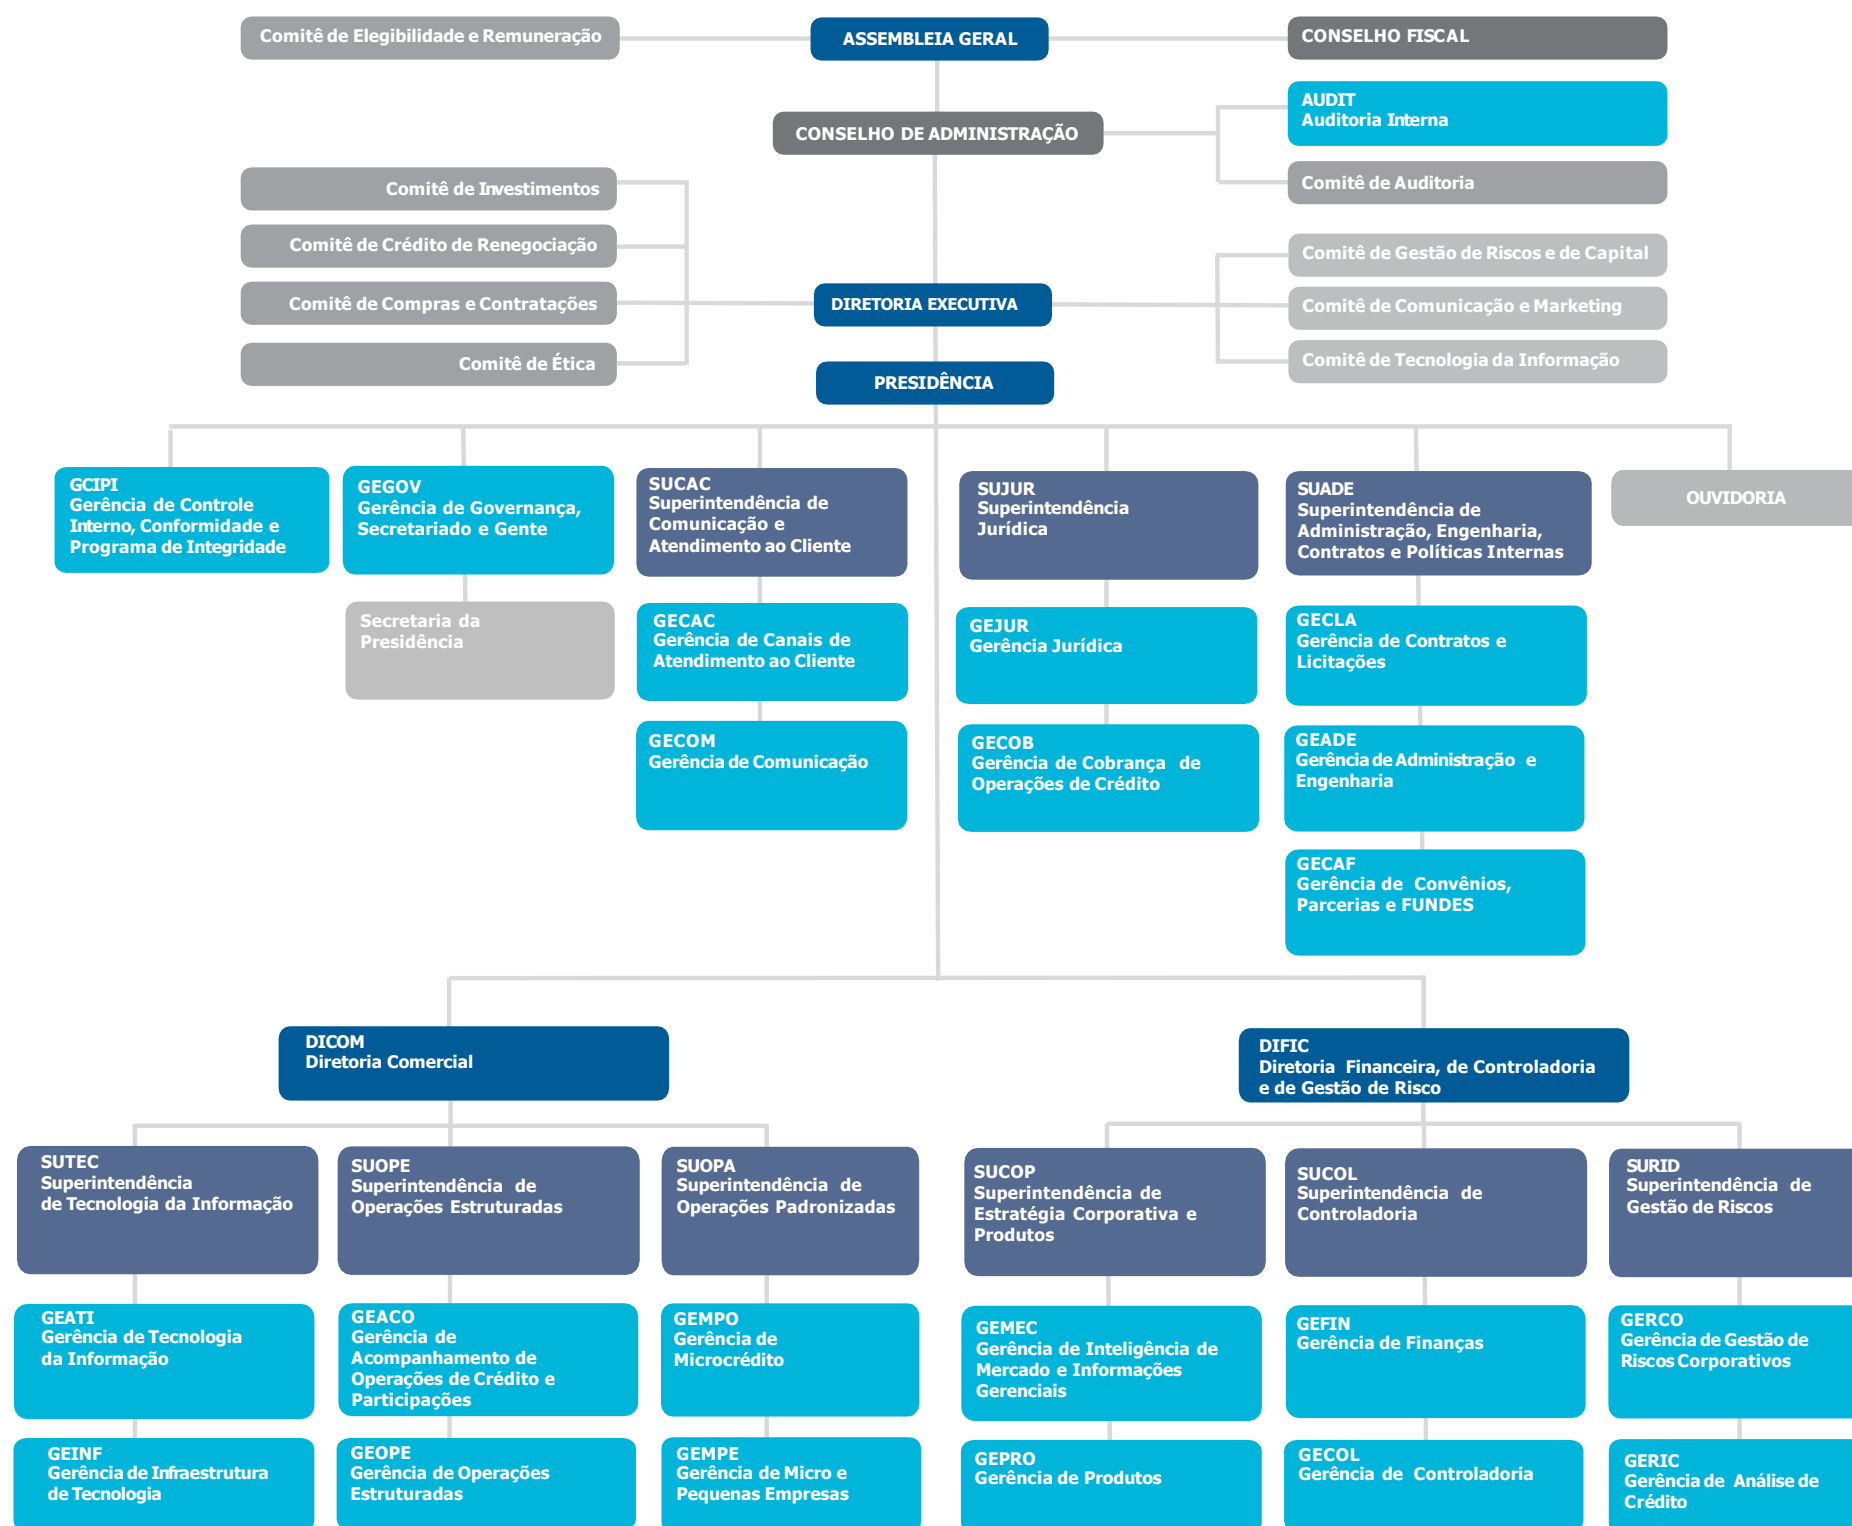 Comitê de Elegibilidade e Remuneração
ASSEMBLEIA GERAL
CONSELHO FISCAL
AUDIT
Auditoria Interna
CONSELHO DE ADMINISTRAÇÃO
Comitê de Auditoria
Comitê de Investimentos
Comitê de Crédito de Renegociação
Comitê de Compras e Contratações
Comitê de Ética
DIRETORIA EXECUTIVA
Comitê de Gestão de Riscos e de Capital
Comitê de Comunicação e Marketing
Comitê de Tecnologia da Informação
PRESIDÊNCIA
GCIPI
Gerência de Controle
Interno, Conformidade e
Programa de Integridade
GEGOV
Gerência de Governança,
Secretariado e Gente
SUCAC
Superintendência de
Comunicação e
Atendimento ao Cliente
SUJUR
Superintendência
Jurídica
SUADE
Superintendência de
Administração, Engenharia,
Contratos e Políticas Internas
OUVIDORIA
Secretaria da
Presidência
GECAC
Gerência de Canais de
Atendimento ao Cliente
GEJUR
Gerência Jurídica
GECLA
Gerência de Contratos e
Licitações
GECOM
Gerência de Comunicação
GECOB
Gerência de Cobrança de
Operações de Crédito
GEADE
Gerência de Administração e
Engenharia
GECAF
Gerência de Convênios,
Parcerias e FUNDES
DICOM
Diretoria Comercial
DIFIC
Diretoria Financeira, de Controladoria
e de Gestão de Risco
SUTEC
Superintendência
de Tecnologia da Informação
SUOPE
Superintendência de
Operações Estruturadas
SUOPA
Superintendência de
Operações Padronizadas
SUCOP
Superintendência de
Estratégia Corporativa e
Produtos
SUCOL
Superintendência de
Controladoria
SURID
Superintendência de
Gestão de Riscos
GEATI
Gerência de Tecnologia
da Informação
GEACO
Gerência de
Acompanhamento de
Operações de Crédito e
Participações
GEMPO
Gerência de
Microcrédito
GEMEC
Gerência de Inteligência de
Mercado e Informações
Gerenciais
GEFIN
Gerência de Finanças
GERCO
Gerência de Gestão de
Riscos Corporativos
GEINF
Gerência de Infraestrutura
de Tecnologia
GEOPE
Gerência de Operações
Estruturadas
GEMPE
Gerência de Micro e
Pequenas Empresas
GEPRO
Gerência de Produtos
GECOL
Gerência de Controladoria
GERIC
Gerência de Análise de
Crédito